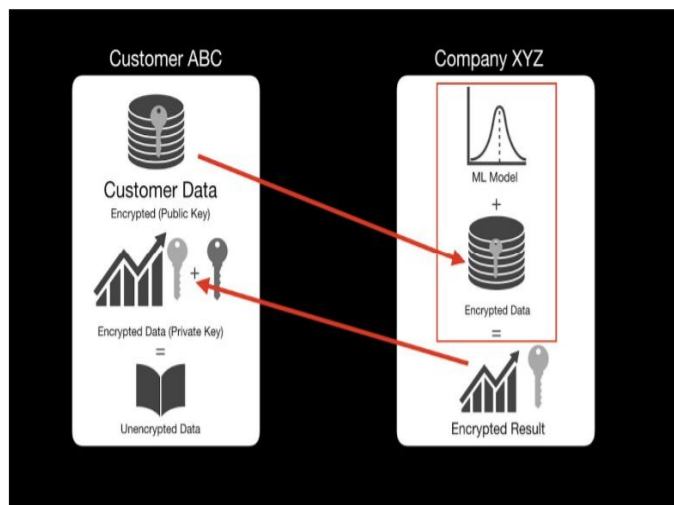 Customer ABC
Customer Data
Encrypted (Public Key)
+
Encrypted Data (Private Key)
=
Unencrypted Data
Company XYZ
ML Model
+
Encrypted Data
=
Encrypted Result